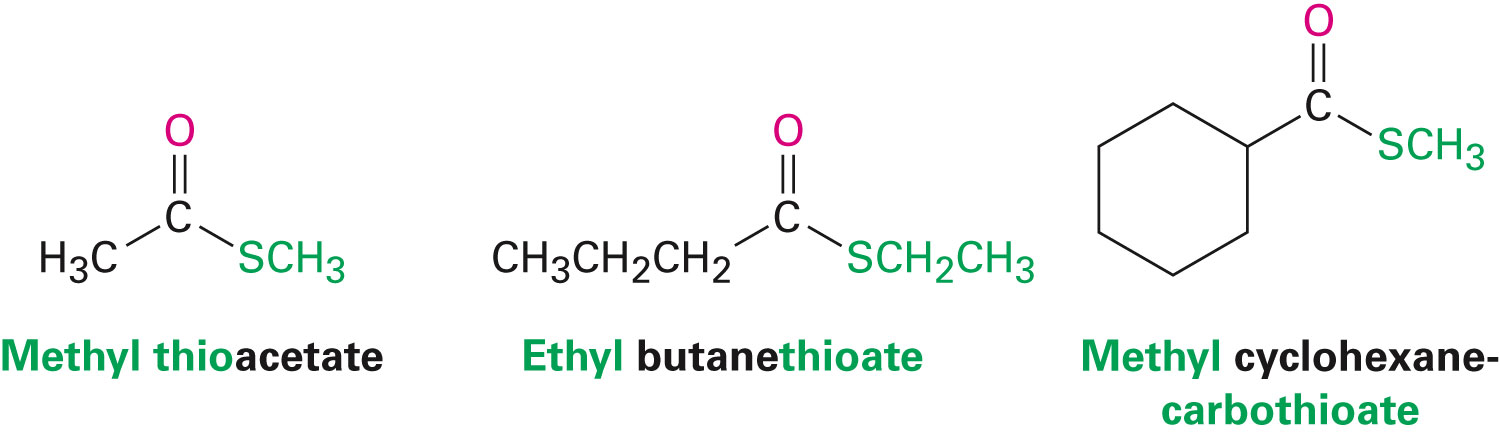 O
O
O
C
SCH3
C
C
H3C
SCH3
CH3CH2CH2
SCH2CH3
Methyl thioacetate
Ethyl butanethioate
Methyl cyclohexane-
carbothioate